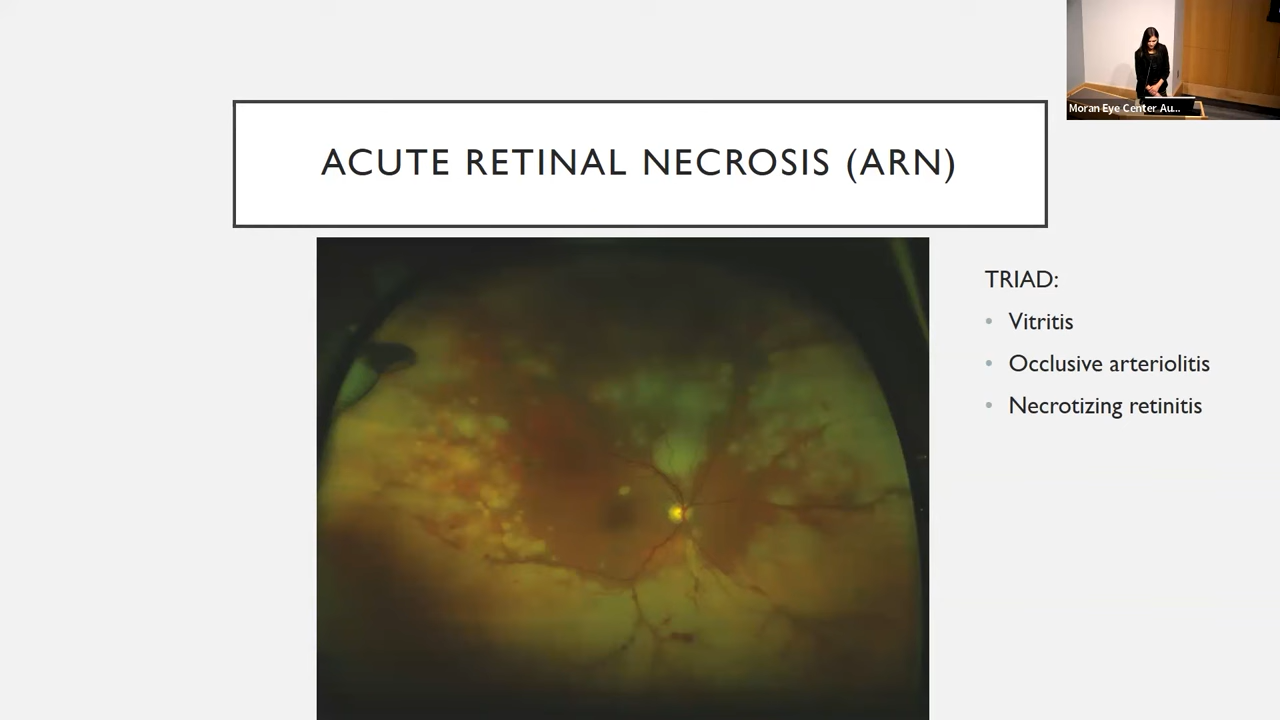 Moran Eye Center Au...
ACUTE RETINAL NECROSIS (ARN)
TRIAD:
• Vitritis
• Occlusive arteriolitis
• Necrotizing retinitis